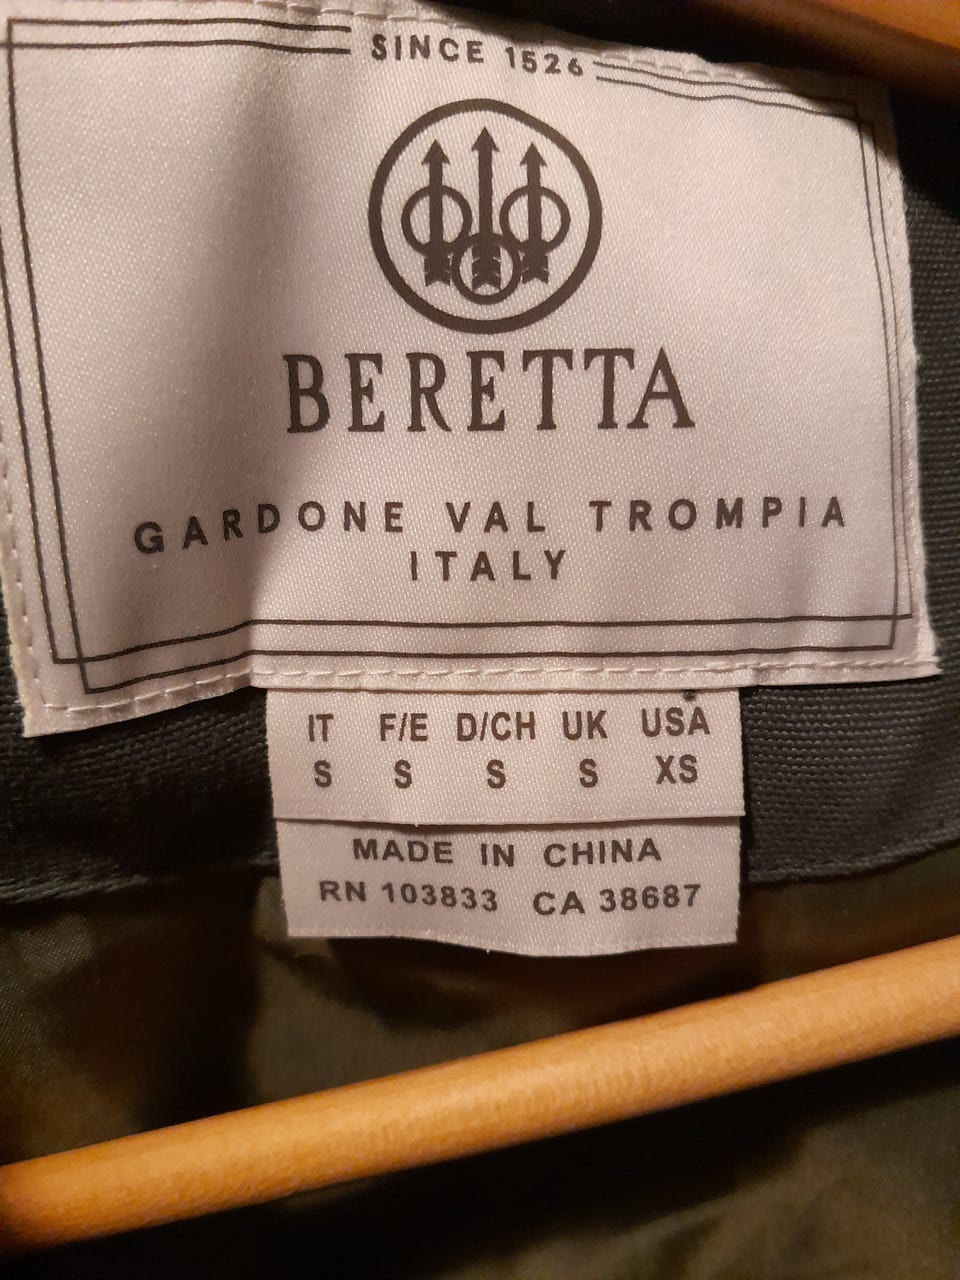 SINCE 1526
BERETTA
GARDONE VAL TROMPIA
ITALY
IT F/E D/CH UK USA
S S S S XS
MADE IN CHINA
RN 103833 CA 38687